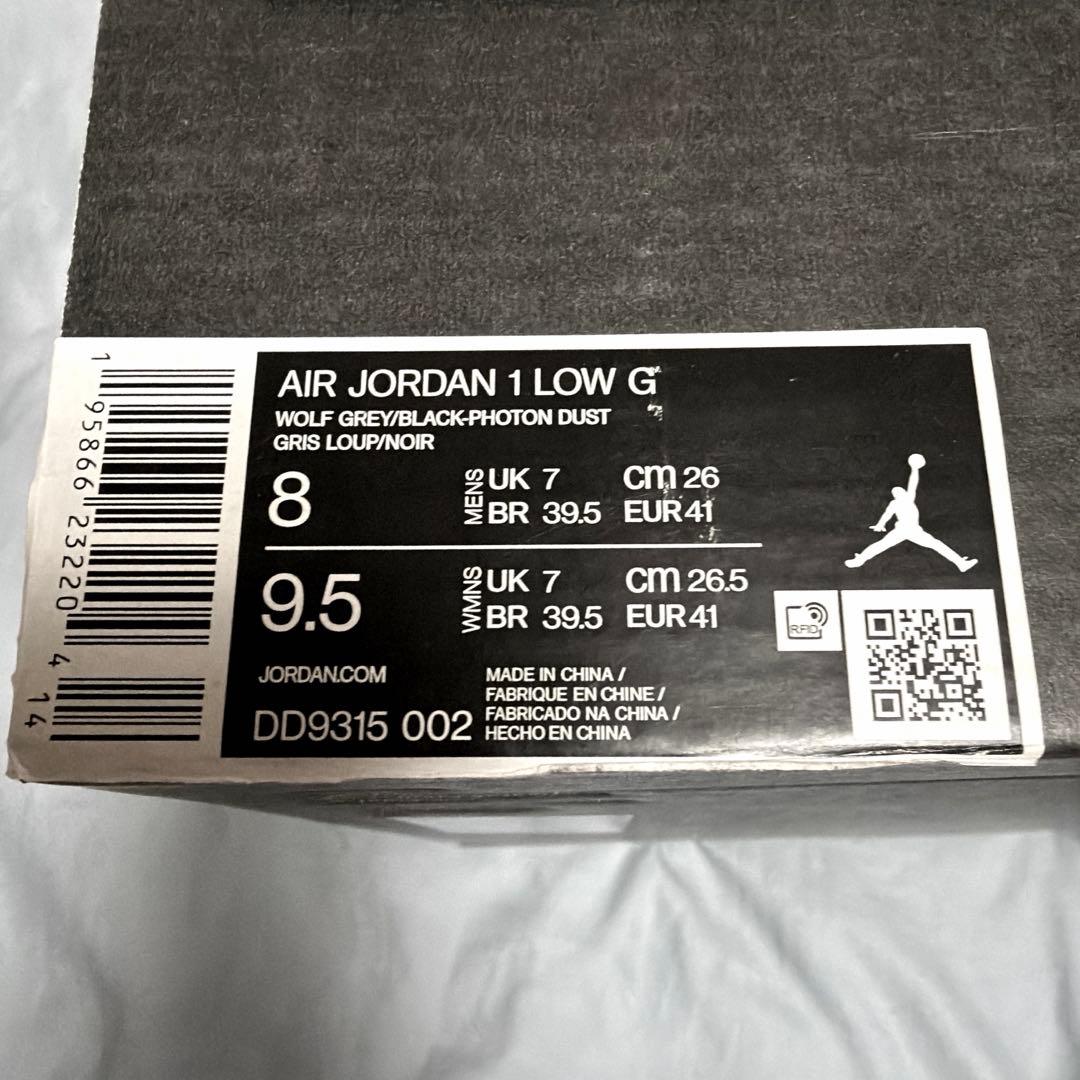 AIR JORDAN 1 LOW G
WOLF GREY/BLACK-PHOTON DUST
GRIS LOUP/NOIR
8 MENS UK 7 cm 26
BR 39.5 EUR 41
9.5 WMNS UK 7 cm 26.5
BR 39.5 EUR 41
RFID
JORDAN.COM
DD9315 002
MADE IN CHINA /
FABRIQUE EN CHINE /
FABRICADO NA CHINA /
HECHO EN CHINA
1 95866 23220 4 14